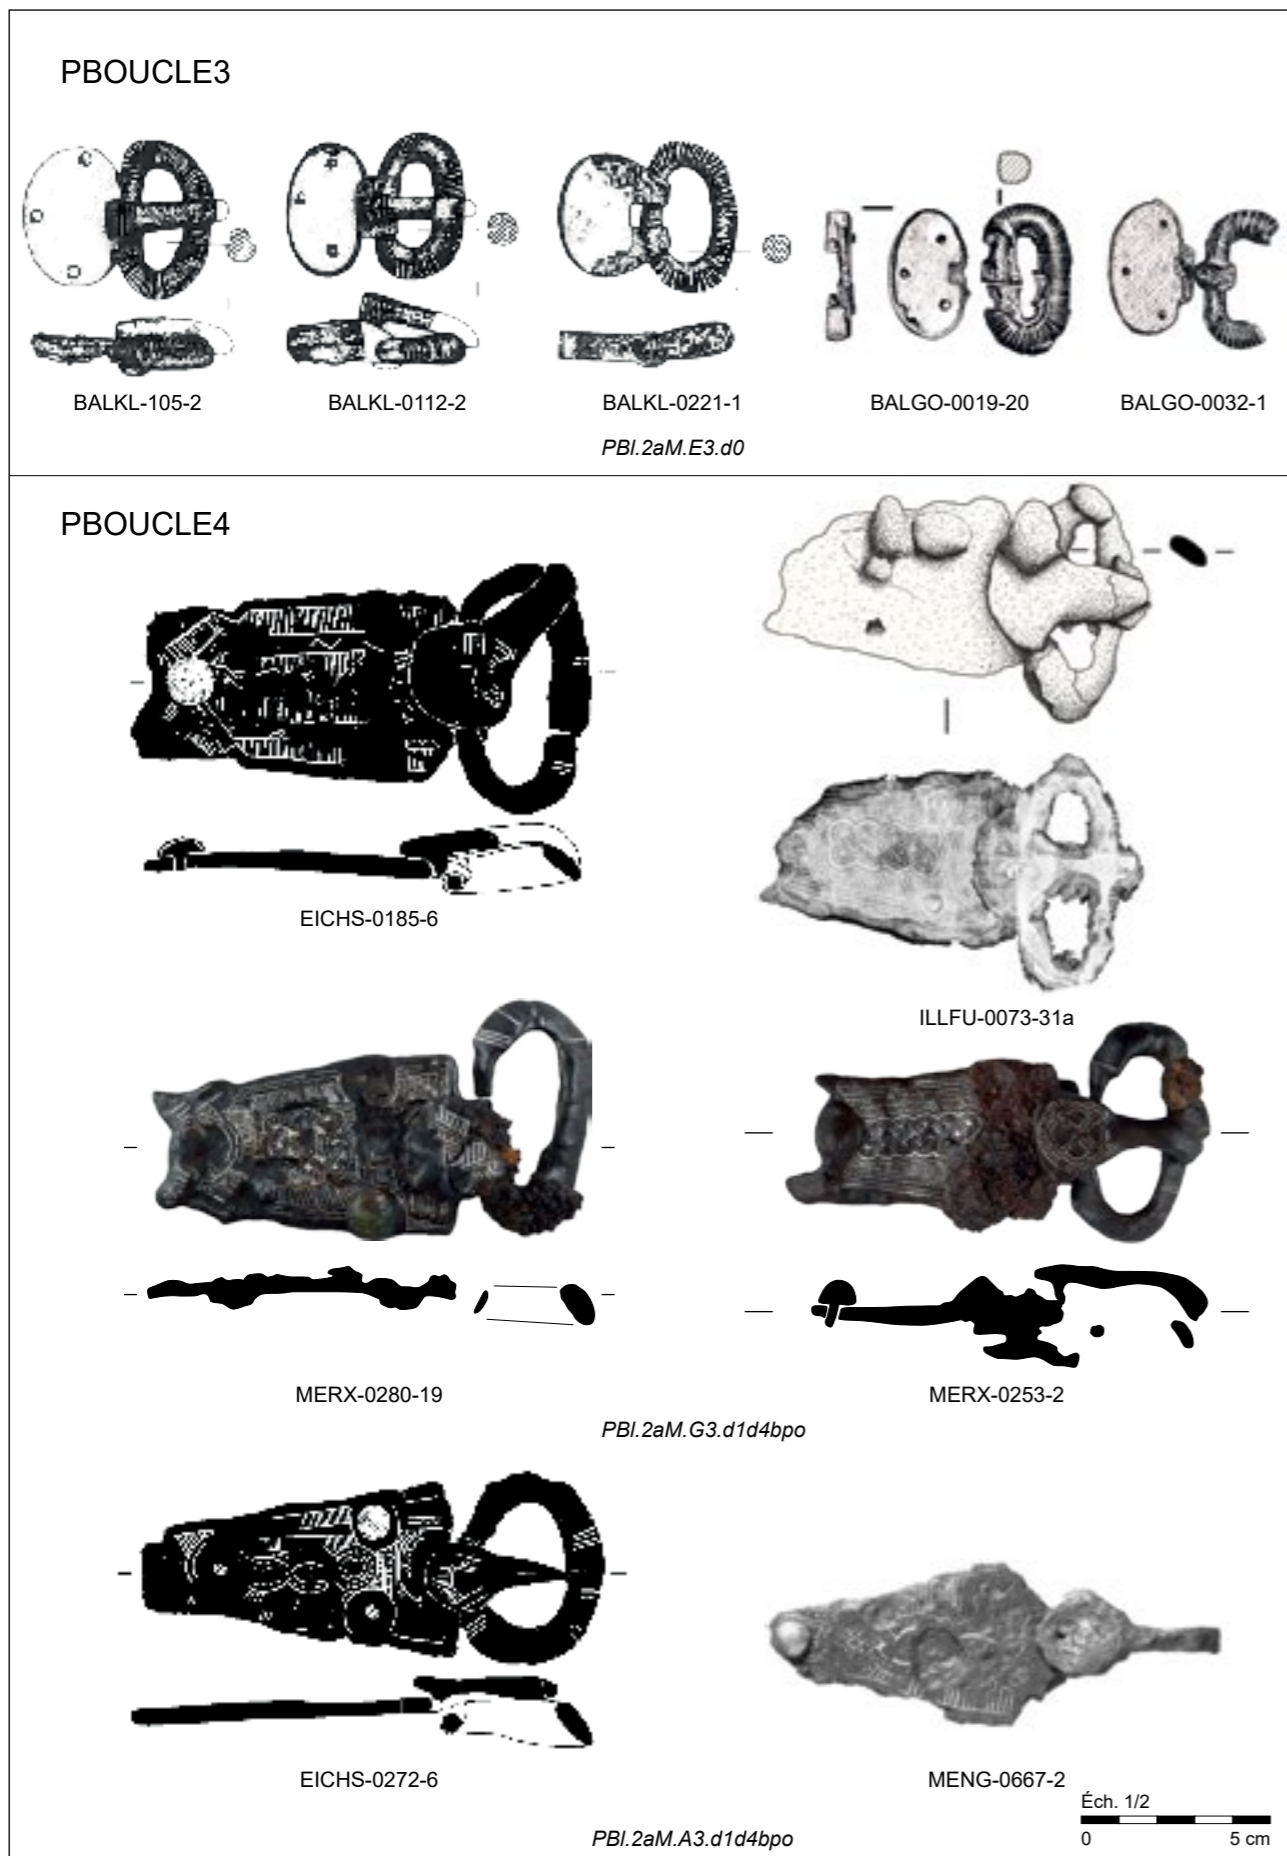 PBOUCLE3
BALKL-105-2
BALKL-0112-2
BALKL-0221-1
BALGO-0019-20
BALGO-0032-1
PBl.2aM.E3.d0
PBOUCLE4
EICHS-0185-6
ILLFU-0073-31a
MERX-0280-19
MERX-0253-2
PBl.2aM.G3.d1d4bpo
EICHS-0272-6
MENG-0667-2
Éch. 1/2
0 5 cm
PBl.2aM.A3.d1d4bpo